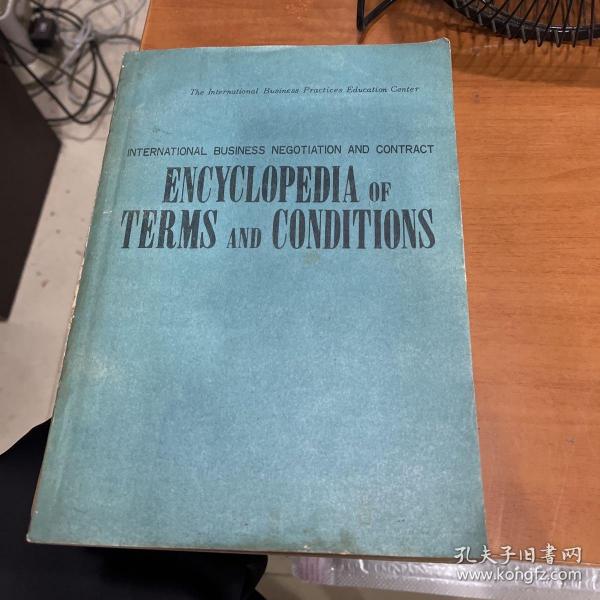 The International Business Practices Education Center
INTERNATIONAL BUSINESS NEGOTIATION AND CONTRACT
ENCYCLOPEDIA OF
TERMS AND CONDITIONS
孔夫子旧书网
www.kongfz.com